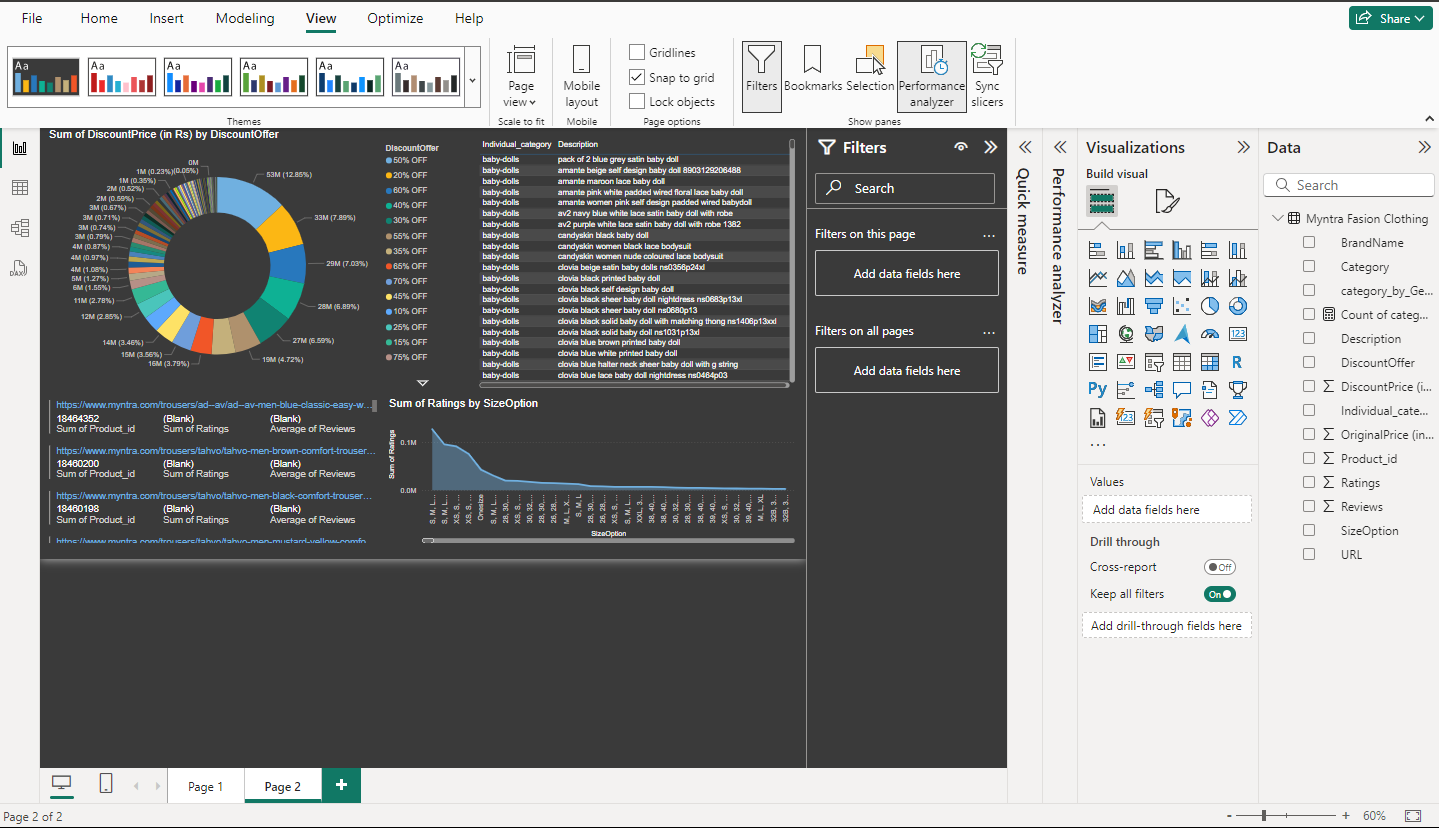 File Home Insert Modeling View Optimize Help
Share
Aa Aa Aa Aa Aa Aa
Themes
Page view
Scale to fit
Mobile layout
Mobile
Gridlines
Snap to grid
Lock objects
Page options
Filters
Bookmarks
Selection
Performance analyzer
Sync slicers
Show panes
Sum of DiscountPrice (in Rs) by DiscountOffer
0M
1M (0.23%)(0.05%)
1M (0.35%)
2M (0.52%)
2M (0.59%)
3M (0.67%)
3M (0.71%)
3M (0.74%)
3M (0.79%)
4M (0.87%)
4M (0.97%)
4M (1.08%)
5M (1.27%)
6M (1.55%)
11M (2.78%)
12M (2.85%)
14M (3.46%)
15M (3.56%)
16M (3.79%)
19M (4.72%)
27M (6.59%)
28M (6.89%)
29M (7.03%)
33M (7.89%)
53M (12.85%)
DiscountOffer
50% OFF
20% OFF
60% OFF
40% OFF
30% OFF
55% OFF
35% OFF
65% OFF
70% OFF
45% OFF
10% OFF
25% OFF
15% OFF
75% OFF
Individual_category Description
baby-dolls pack of 2 blue grey satin baby doll
baby-dolls amante beige self design baby doll 8903129206488
baby-dolls amante maroon lace baby doll
baby-dolls amante pink white padded wired floral lace baby doll
baby-dolls amante women pink self design padded wired babydoll
baby-dolls av2 navy blue white lace satin baby doll with robe
baby-dolls av2 purple white lace satin baby doll with robe 1382
baby-dolls candyskin black baby doll
baby-dolls candyskin women black lace bodysuit
baby-dolls candyskin women nude coloured lace bodysuit
baby-dolls clovia beige satin baby dolls ns0356p24xl
baby-dolls clovia black printed baby doll
baby-dolls clovia black self design baby doll
baby-dolls clovia black sheer baby doll nightdress ns0683p13xl
baby-dolls clovia black sheer baby doll ns0680p13
baby-dolls clovia black solid baby doll with matching thong ns1406p13xxl
baby-dolls clovia black solid baby doll ns1031p13xl
baby-dolls clovia blue brown printed baby doll
baby-dolls clovia blue white printed baby doll
baby-dolls clovia blue halter neck sheer baby doll with g string
baby-dolls clovia blue lace baby doll nightdress ns0464p03
https://www.myntra.com/trousers/ad--av/ad--av-men-blue-classic-easy-w...
18464352 (Blank) (Blank)
Sum of Product_id Sum of Ratings Average of Reviews
https://www.myntra.com/trousers/tahvo/tahvo-men-brown-comfort-trouser...
18460200 (Blank) (Blank)
Sum of Product_id Sum of Ratings Average of Reviews
https://www.myntra.com/trousers/tahvo/tahvo-men-black-comfort-trouser...
18460198 (Blank) (Blank)
Sum of Product_id Sum of Ratings Average of Reviews
https://www.myntra.com/trousers/tahvo/tahvo-men-mustard-yellow-comfo...
Sum of Ratings by SizeOption
Sum of Ratings
0.1M
0.0M
S, M, L...
S, M, L...
XS, S, ...
XS, S, ...
Onesize
S, M, L...
28, 30,...
30, 32,...
28, 30,...
26, 28,...
M, L, X...
S, M, L
28, 30,...
26, 28,...
XS, S, ...
S, M, L...
XXL, 3...
38, 40,...
38, 40,...
38, 40,...
39, 40,...
38, 40,...
39, 40,...
XS, S, ...
30, 32,...
39, 40,...
M, L, XL
32B, 3...
32B, 3...
SizeOption
Filters
Search
Filters on this page ...
Add data fields here
Filters on all pages ...
Add data fields here
Quick measure
Performance analyzer
Visualizations
Build visual
123
R
Py
...
Values
Add data fields here
Drill through
Cross-report Off
Keep all filters On
Add drill-through fields here
Data
Search
Myntra Fasion Clothing
BrandName
Category
category_by_Ge...
Count of categ...
Description
DiscountOffer
DiscountPrice (i...
Individual_cate...
OriginalPrice (in...
Product_id
Ratings
Reviews
SizeOption
URL
Page 1 Page 2 +
Page 2 of 2
- + 60%